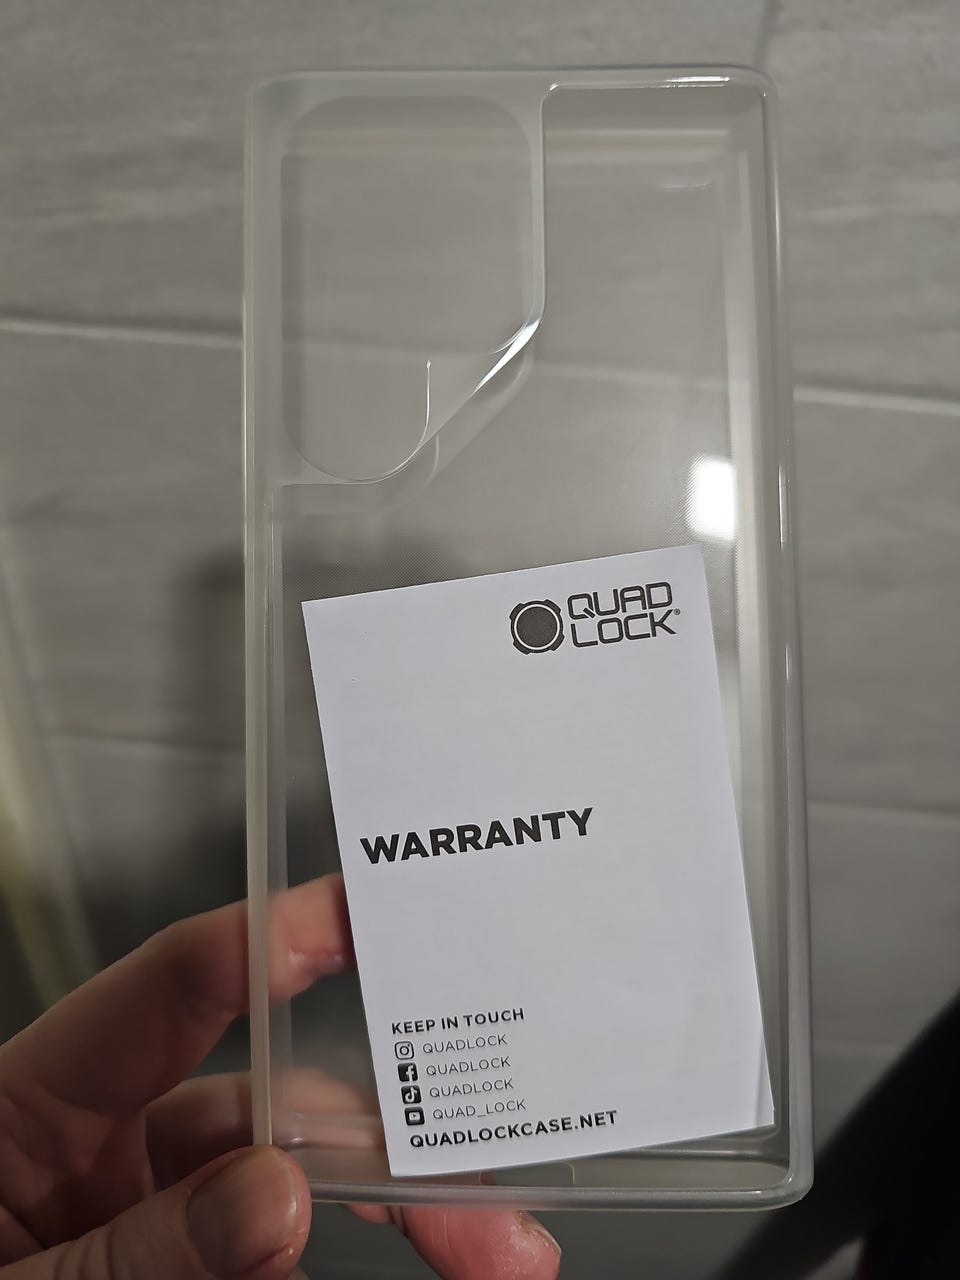 QUAD
LOCK®
WARRANTY
KEEP IN TOUCH
QUADLOCK
QUADLOCK
QUADLOCK
QUAD_LOCK
QUADLOCKCASE.NET